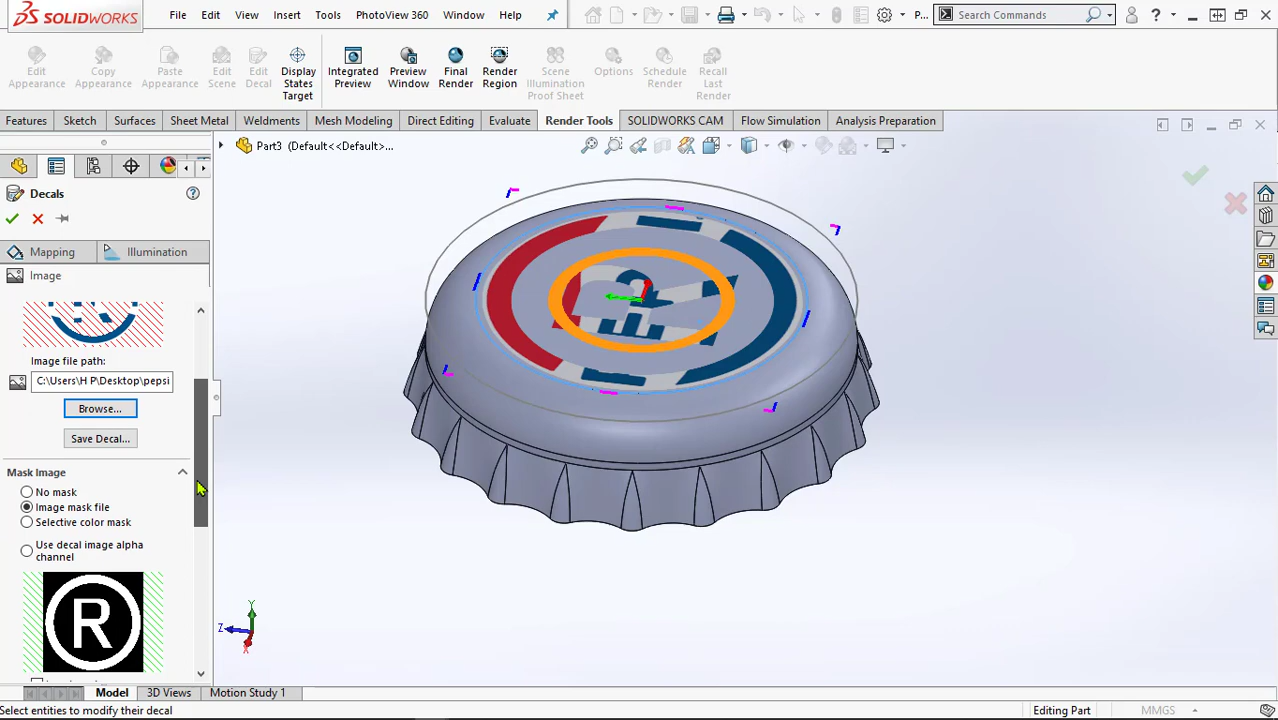 SOLIDWORKS
File Edit View Insert Tools PhotoView 360 Window Help
P...
Search Commands
?
Edit Appearance
Copy Appearance
Paste Appearance
Edit Scene
Edit Decal
Display States Target
Integrated Preview
Preview Window
Final Render
Render Region
Scene Illumination Proof Sheet
Options
Schedule Render
Recall Last Render
Features Sketch Surfaces Sheet Metal Weldments Mesh Modeling Direct Editing Evaluate Render Tools SOLIDWORKS CAM Flow Simulation Analysis Preparation
Part3 (Default<<Default>...
Decals
Mapping Illumination
Image
Image file path:
C:\Users\H P\Desktop\pepsi
Browse...
Save Decal...
Mask Image
No mask
Image mask file
Selective color mask
Use decal image alpha channel
R
Y
Z
X
Model 3D Views Motion Study 1
Select entities to modify their decal
Editing Part
MMGS